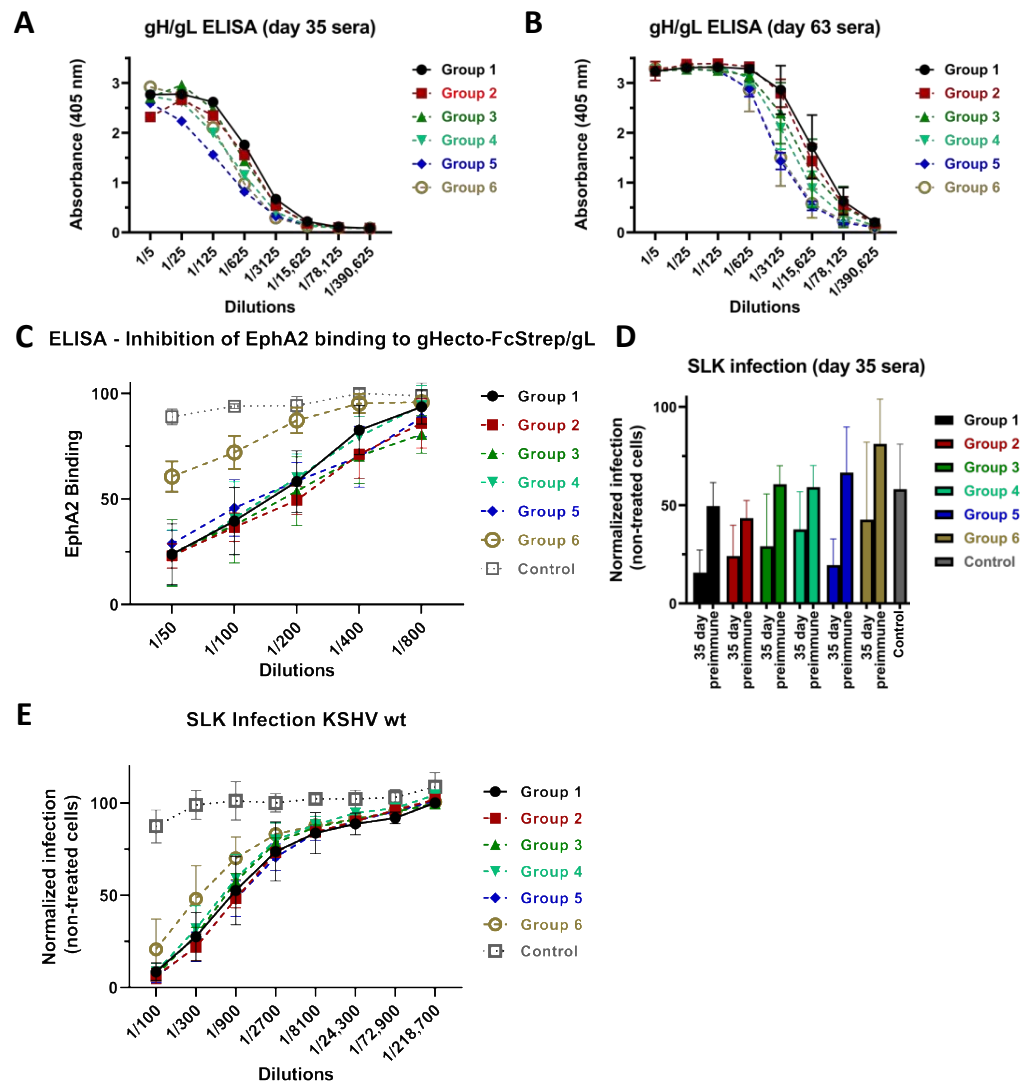 A
gH/gL ELISA (day 35 sera)
Absorbance (405 nm)
3
2
1
0
1/5
1/25
1/125
1/625
1/3125
1/15,625
1/78,125
1/390,625
Dilutions
Group 1
Group 2
Group 3
Group 4
Group 5
Group 6
B
gH/gL ELISA (day 63 sera)
Absorbance (405 nm)
3
2
1
0
1/5
1/25
1/125
1/625
1/3125
1/15,625
1/78,125
1/390,625
Dilutions
Group 1
Group 2
Group 3
Group 4
Group 5
Group 6
C
ELISA - Inhibition of EphA2 binding to gHecto-FcStrep/gL
EphA2 Binding
100
50
0
1/50
1/100
1/200
1/400
1/800
Dilutions
Group 1
Group 2
Group 3
Group 4
Group 5
Group 6
Control
D
SLK infection (day 35 sera)
Normalized infection
(non-treated cells)
100
50
0
35 day
preimmune
35 day
preimmune
35 day
preimmune
35 day
preimmune
35 day
preimmune
35 day
preimmune
Control
Group 1
Group 2
Group 3
Group 4
Group 5
Group 6
Control
E
SLK Infection KSHV wt
Normalized infection
(non-treated cells)
100
50
0
1/100
1/300
1/900
1/2700
1/8100
1/24,300
1/72,900
1/218,700
Dilutions
Group 1
Group 2
Group 3
Group 4
Group 5
Group 6
Control